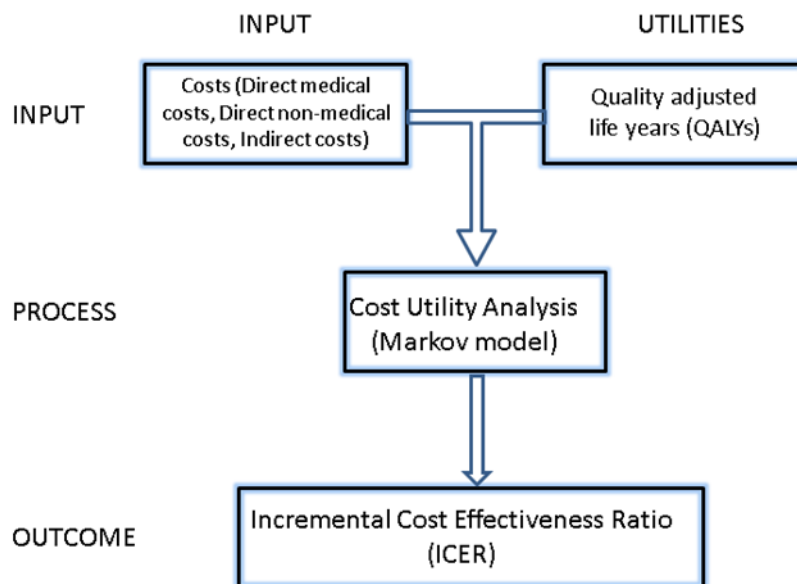 INPUT
UTILITIES
INPUT
Costs (Direct medical
costs, Direct non-medical
costs, Indirect costs)
Quality adjusted
life years (QALYs)
PROCESS
Cost Utility Analysis
(Markov model)
OUTCOME
Incremental Cost Effectiveness Ratio
(ICER)